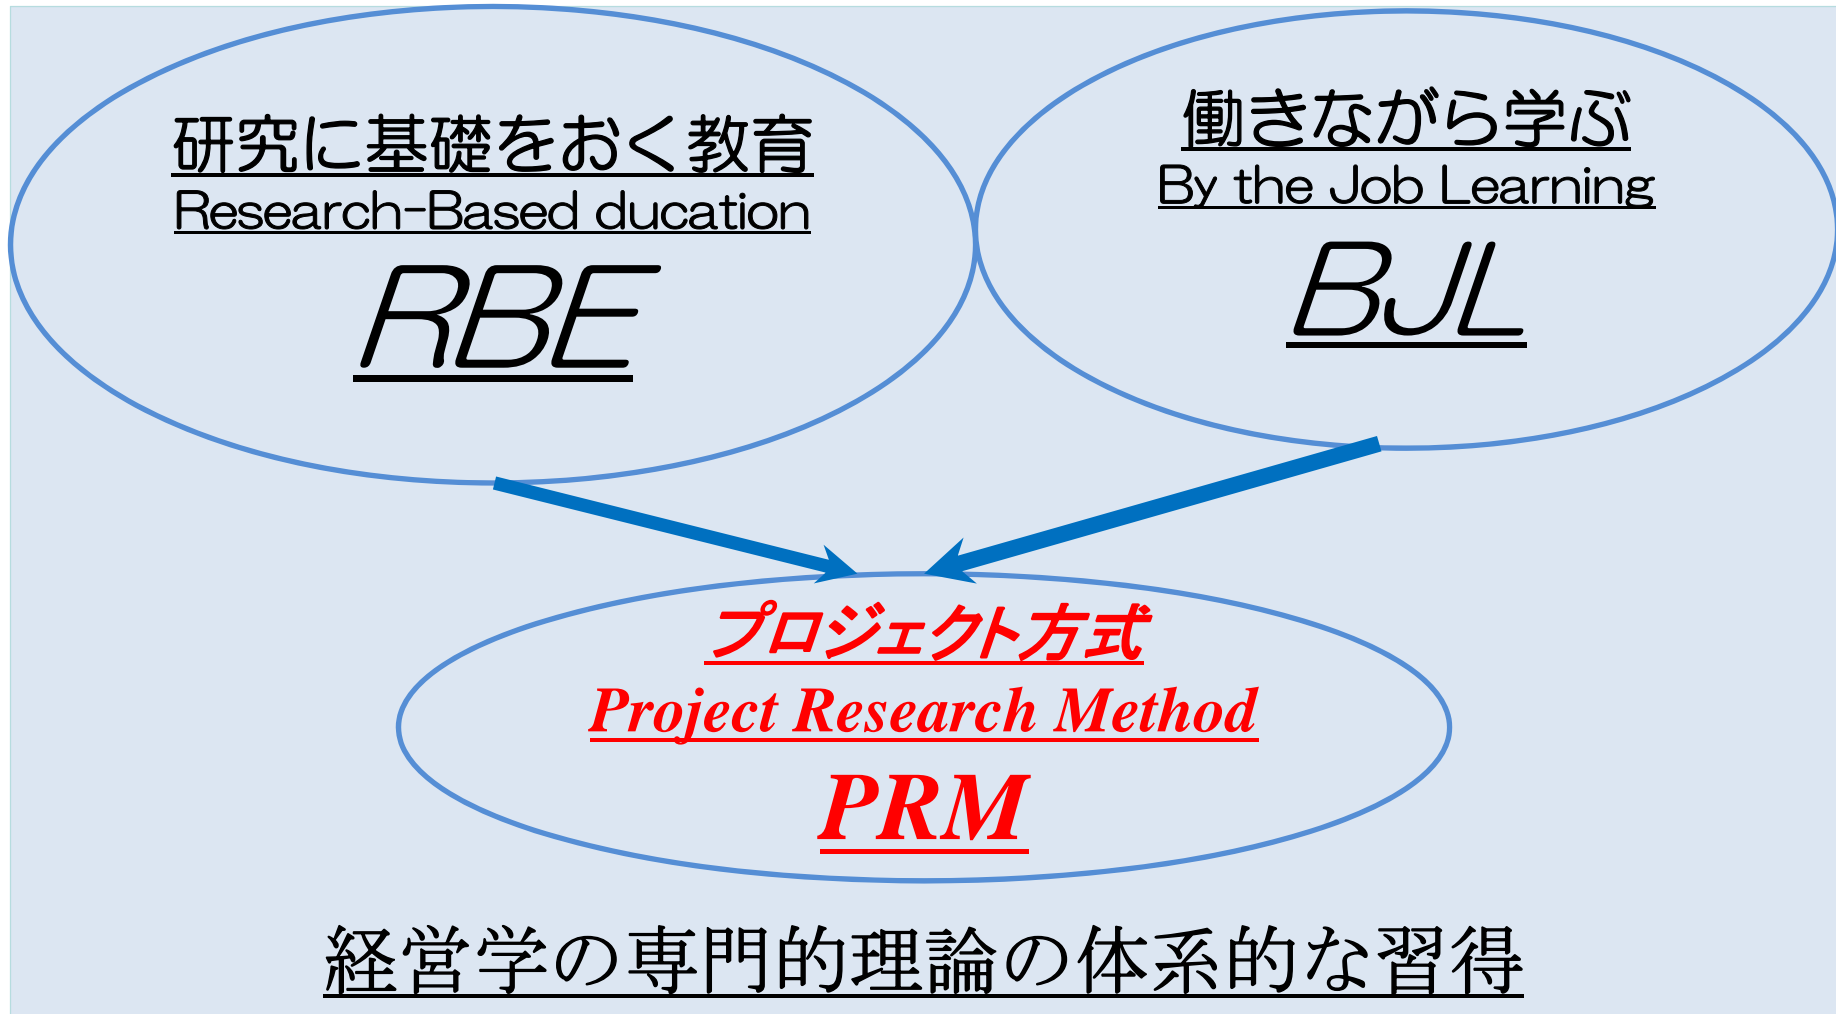 研究に基礎をおく教育
Research-Based ducation
RBE
働きながら学ぶ
By the Job Learning
BJL
プロジェクト方式
Project Research Method
PRM
経営学の専門的理論の体系的な習得